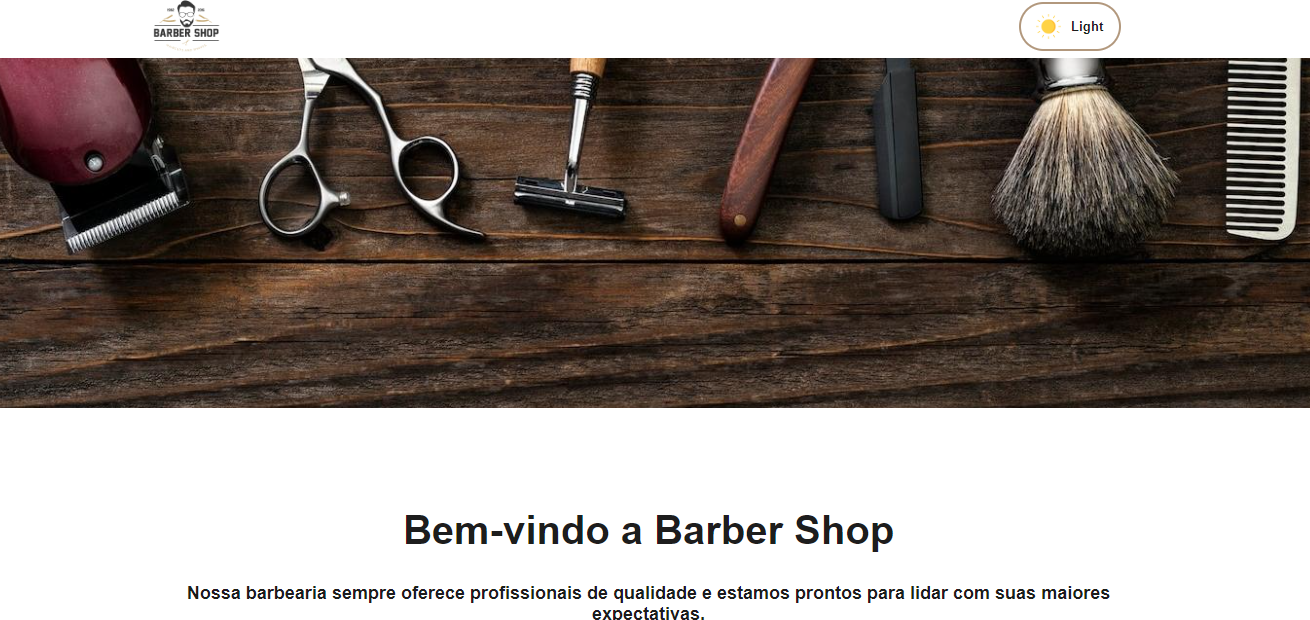 BARBER SHOP
Light
Bem-vindo a Barber Shop
Nossa barbearia sempre oferece profissionais de qualidade e estamos prontos para lidar com suas maiores
expectativas.